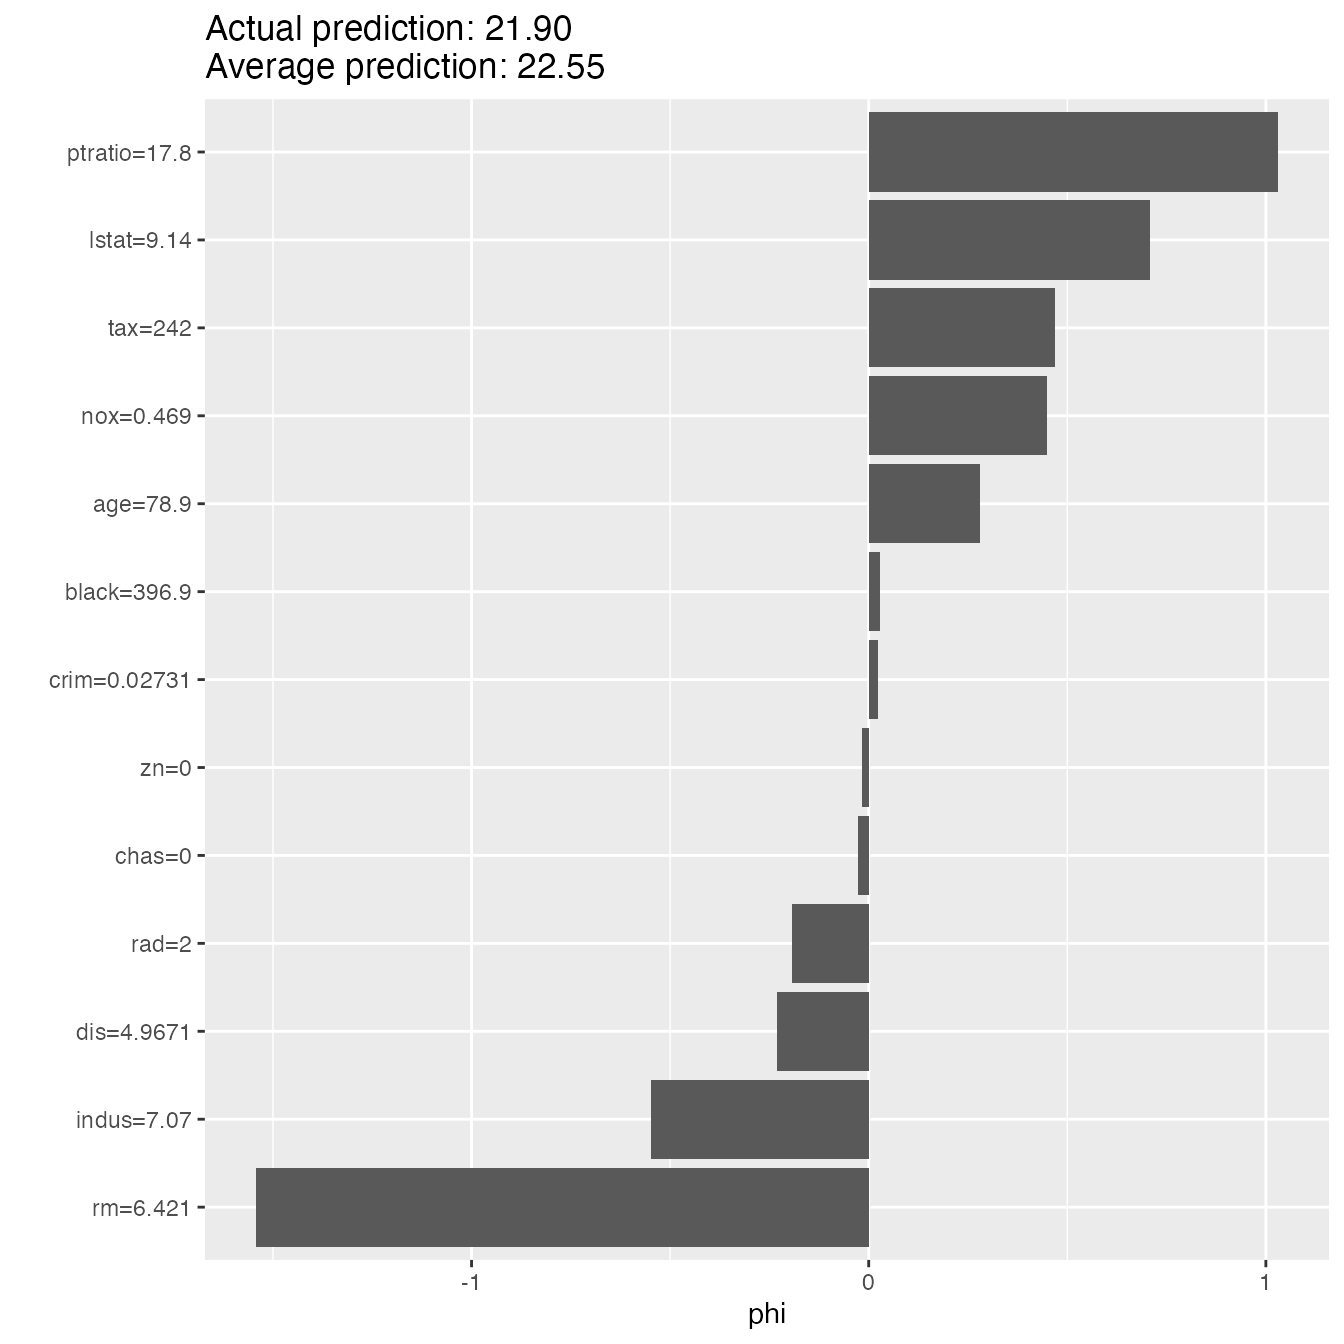 Actual prediction: 21.90
Average prediction: 22.55
ptratio=17.8
lstat=9.14
tax=242
nox=0.469
age=78.9
black=396.9
crim=0.02731
zn=0
chas=0
rad=2
dis=4.9671
indus=7.07
rm=6.421
-1 0 1
phi